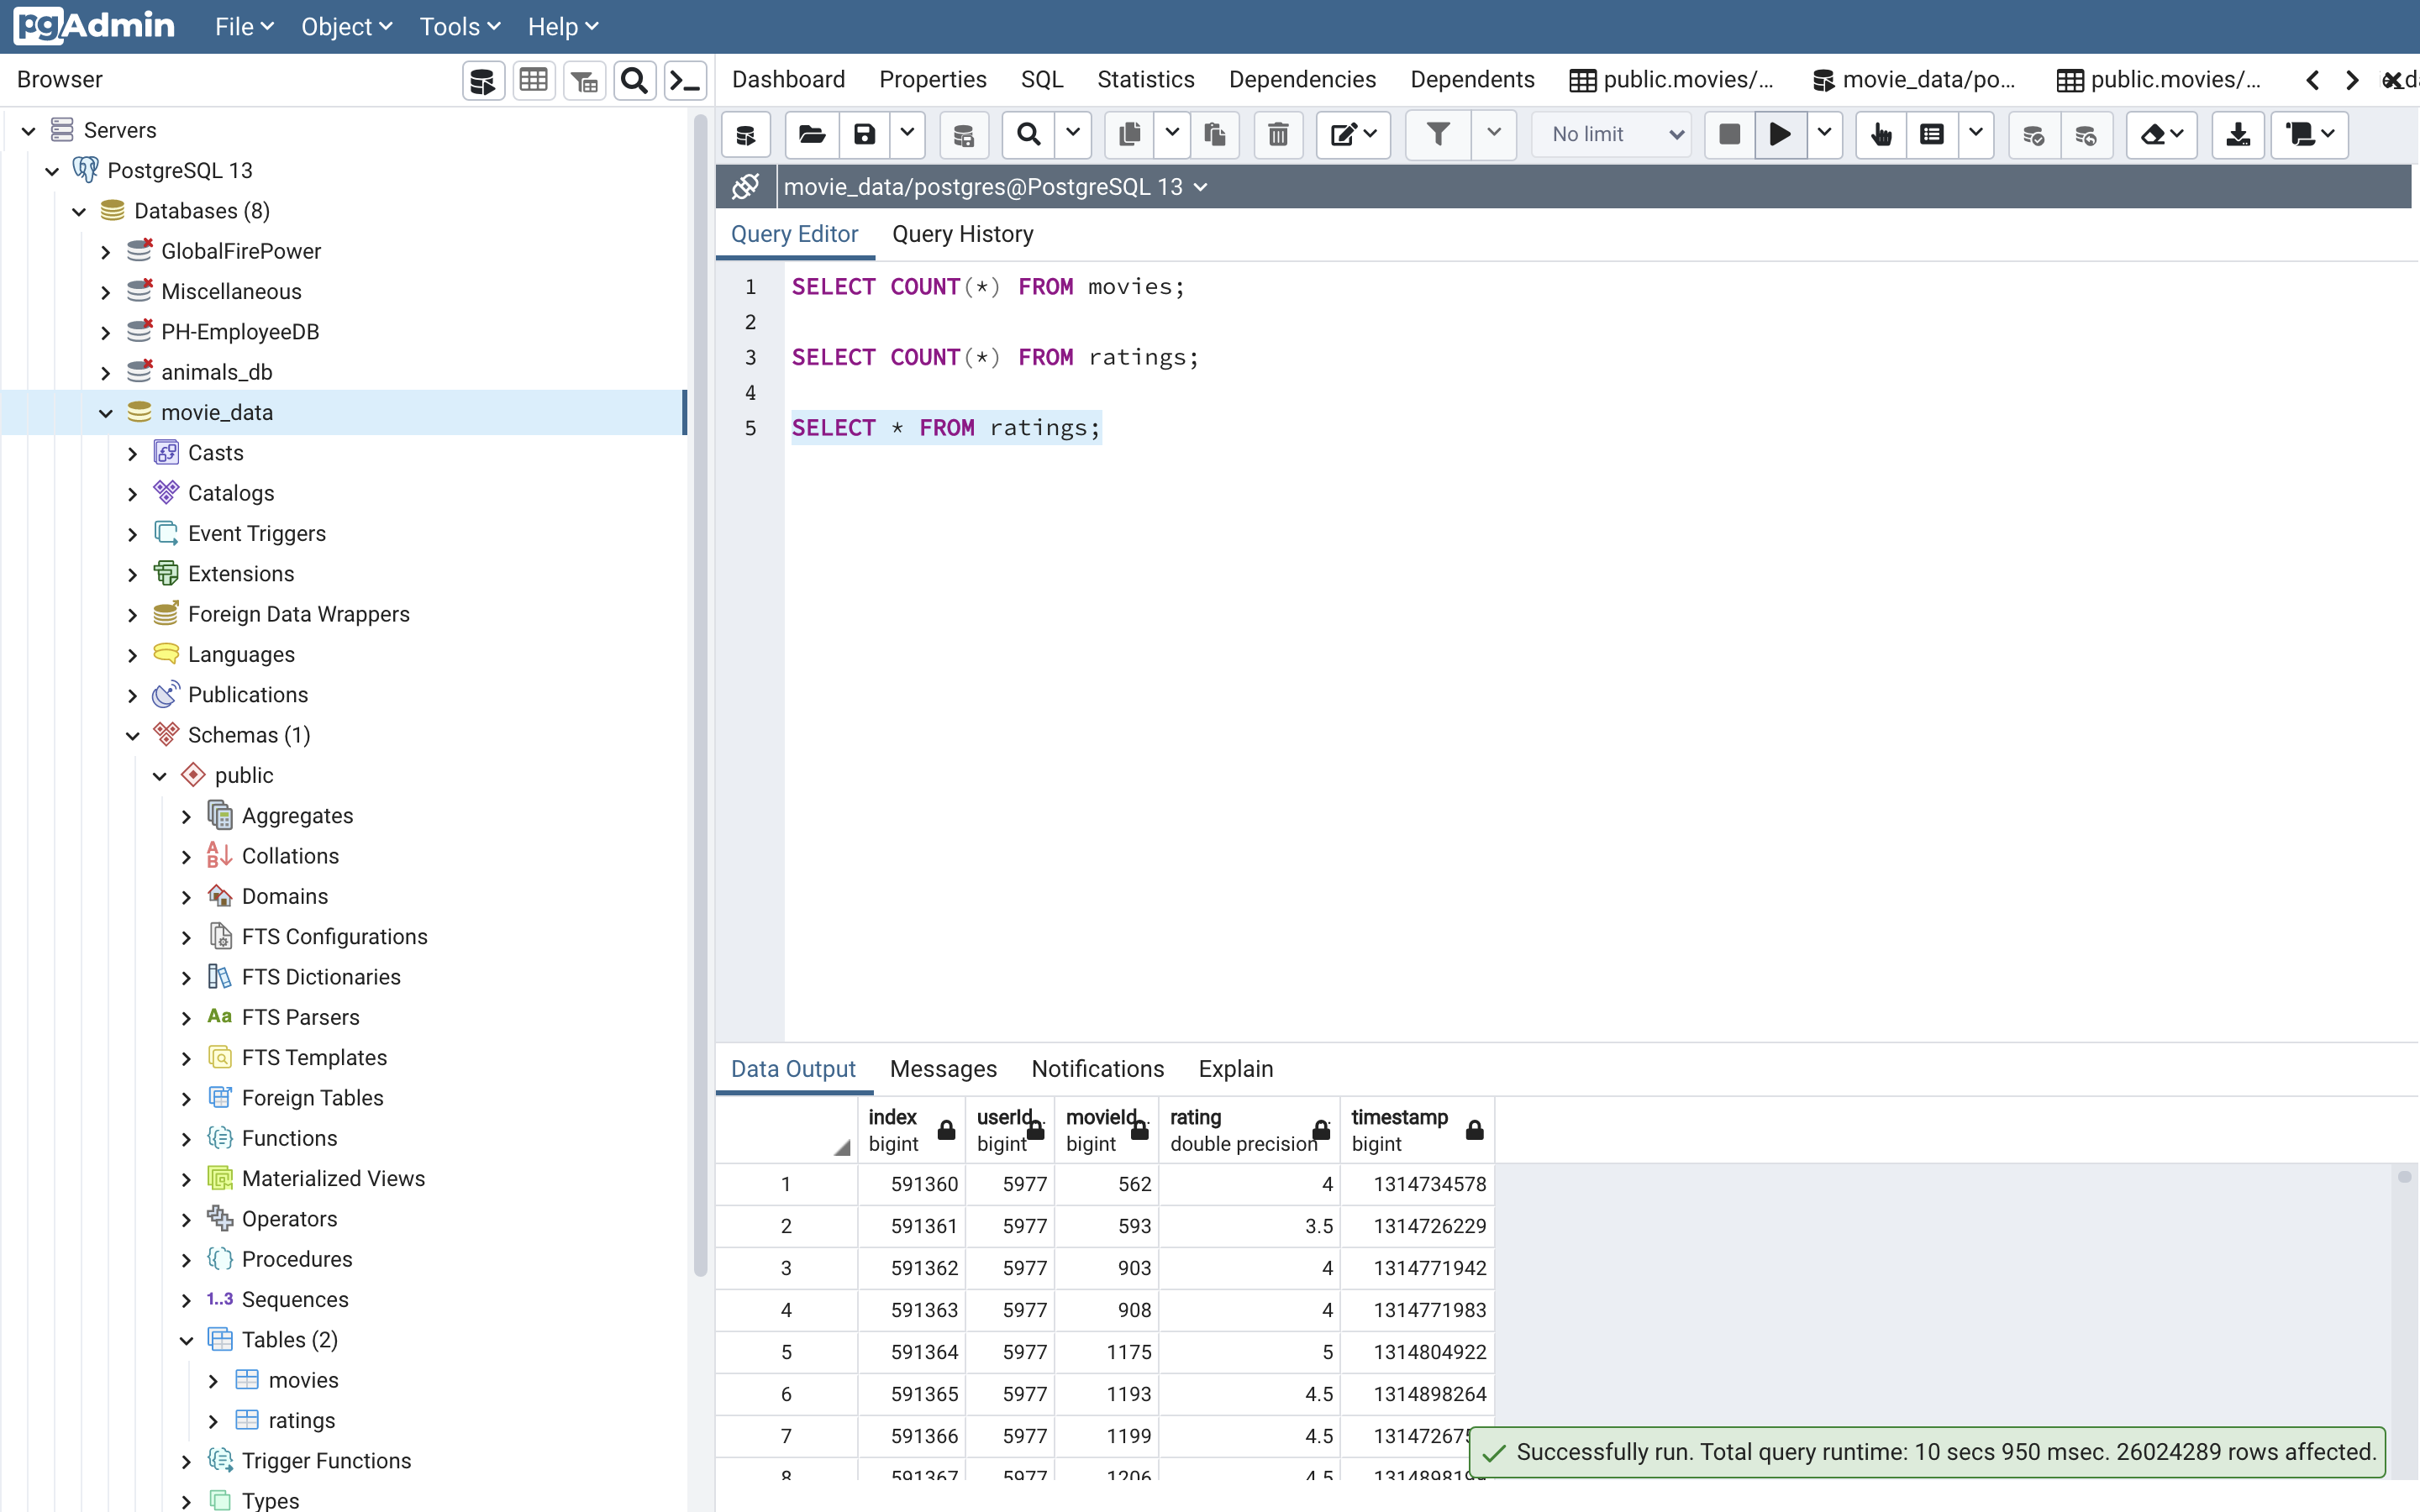 pgAdmin File Object Tools Help
Browser
Dashboard Properties SQL Statistics Dependencies Dependents public.movies/... movie_data/po... public.movies/...
Servers
PostgreSQL 13
Databases (8)
GlobalFirePower
Miscellaneous
PH-EmployeeDB
animals_db
movie_data
Casts
Catalogs
Event Triggers
Extensions
Foreign Data Wrappers
Languages
Publications
Schemas (1)
public
Aggregates
Collations
Domains
FTS Configurations
FTS Dictionaries
Aa FTS Parsers
FTS Templates
Foreign Tables
Functions
Materialized Views
Operators
Procedures
1..3 Sequences
Tables (2)
movies
ratings
Trigger Functions
Types
No limit
movie_data/postgres@PostgreSQL 13
Query Editor Query History
1 SELECT COUNT(*) FROM movies;
2
3 SELECT COUNT(*) FROM ratings;
4
5 SELECT * FROM ratings;
Data Output Messages Notifications Explain
index userId movieId rating timestamp
bigint bigint bigint double precision bigint
1 591360 5977 562 4 1314734578
2 591361 5977 593 3.5 1314726229
3 591362 5977 903 4 1314771942
4 591363 5977 908 4 1314771983
5 591364 5977 1175 5 1314804922
6 591365 5977 1193 4.5 1314898264
7 591366 5977 1199 4.5
8 591367 5977 1206 4.5
Successfully run. Total query runtime: 10 secs 950 msec. 26024289 rows affected.